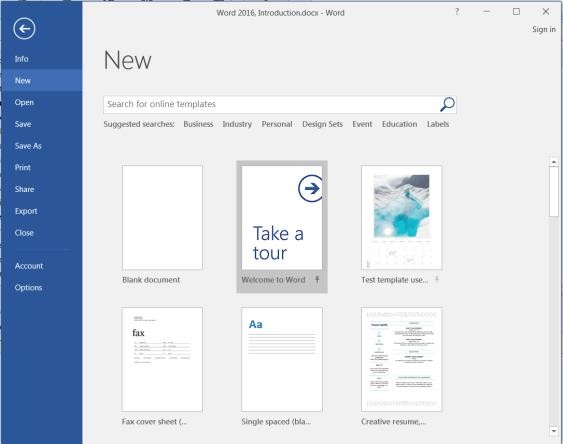 Word 2016, Introduction.docx - Word
?
Sign in
Info
New
Open
Save
Save As
Print
Share
Export
Close
Account
Options
New
Search for online templates
Suggested searches: Business Industry Personal Design Sets Event Education Labels
Take a
tour
Blank document
Welcome to Word
Test template use...
fax
Aa
Fax cover sheet (...
Single spaced (bla...
Creative resume,...